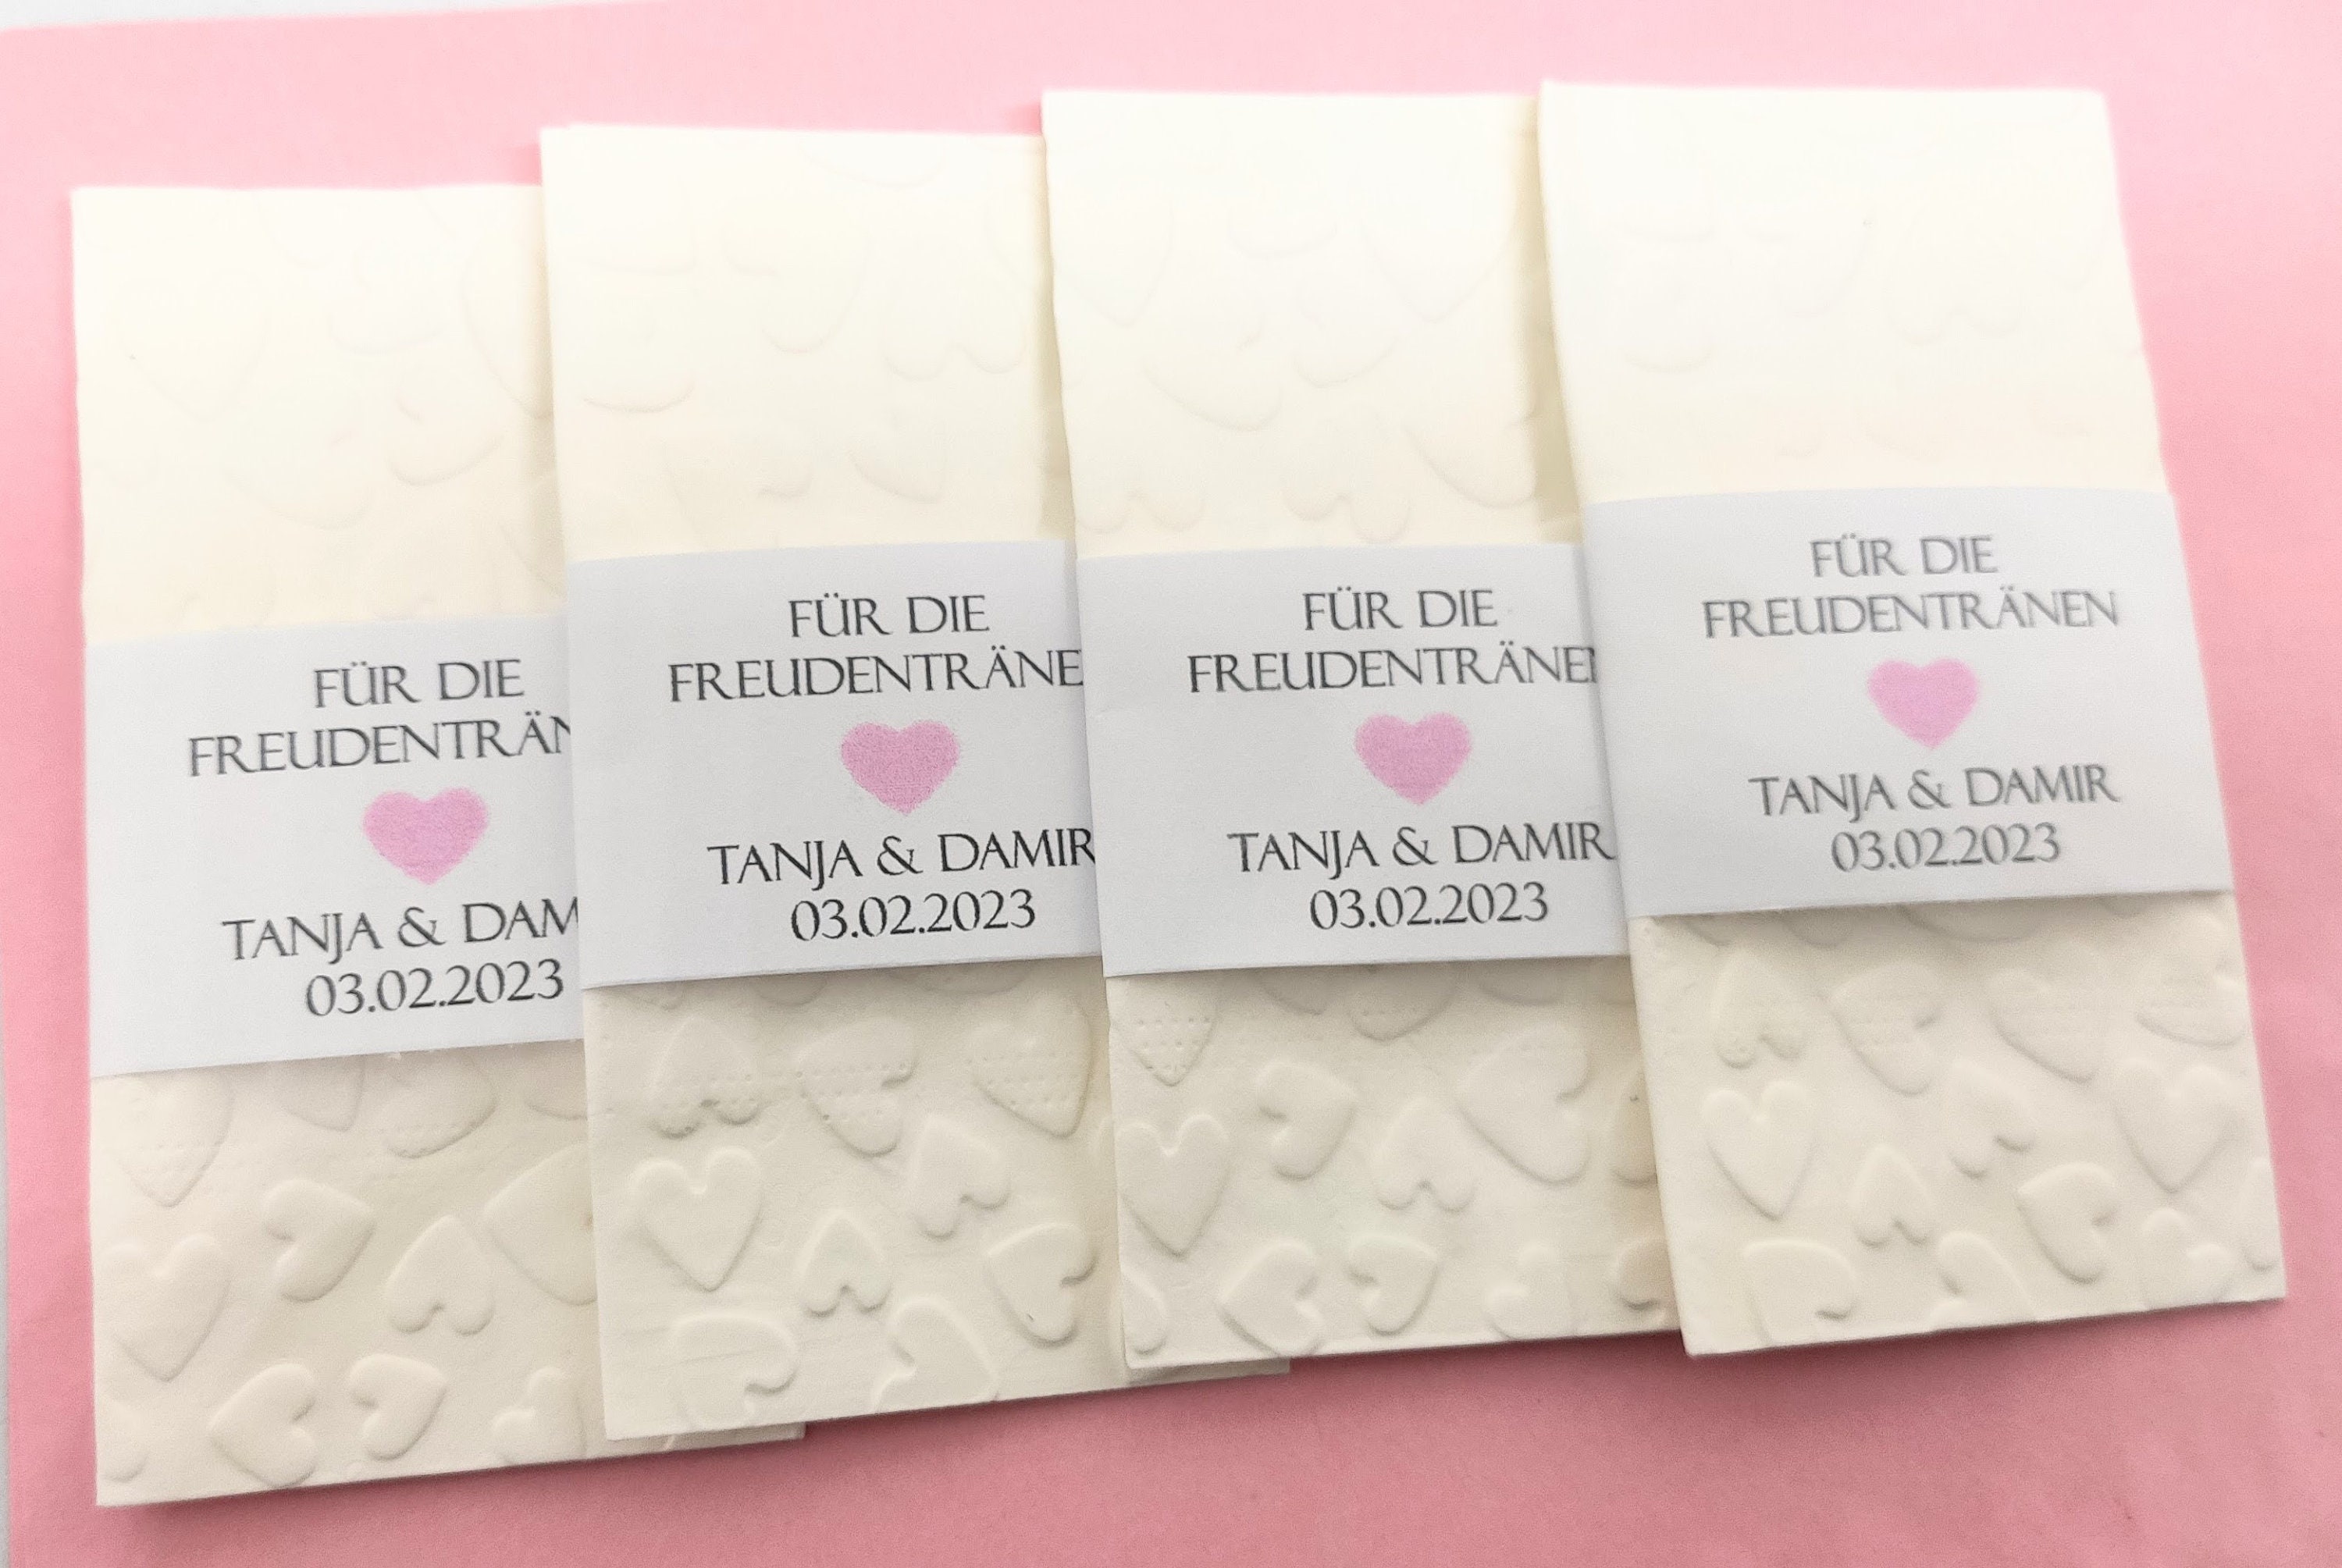 FÜR DIE
FREUDENTRÄN
TANJA & DAM
03.02.2023
FÜR DIE
FREUDENTRÄNE
TANJA & DAMIR
03.02.2023
FÜR DIE
FREUDENTRÄNEN
TANJA & DAMIR
03.02.2023
FÜR DIE
FREUDENTRÄNEN
TANJA & DAMIR
03.02.2023